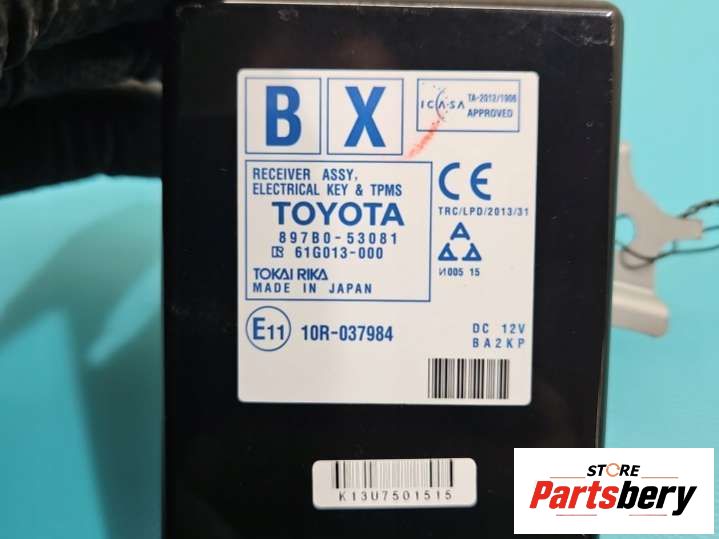 B X
ICASA TA-2012/1906
APPROVED
RECEIVER ASSY,
ELECTRICAL KEY & TPMS
TOYOTA
897B0-53081
61G013-000
TOKAI RIKA
MADE IN JAPAN
CE
TRC/LPD/2013/31
И005 15
E11 10R-037984
DC 12V
BA2KP
K13U7501515
STORE
Partsbery